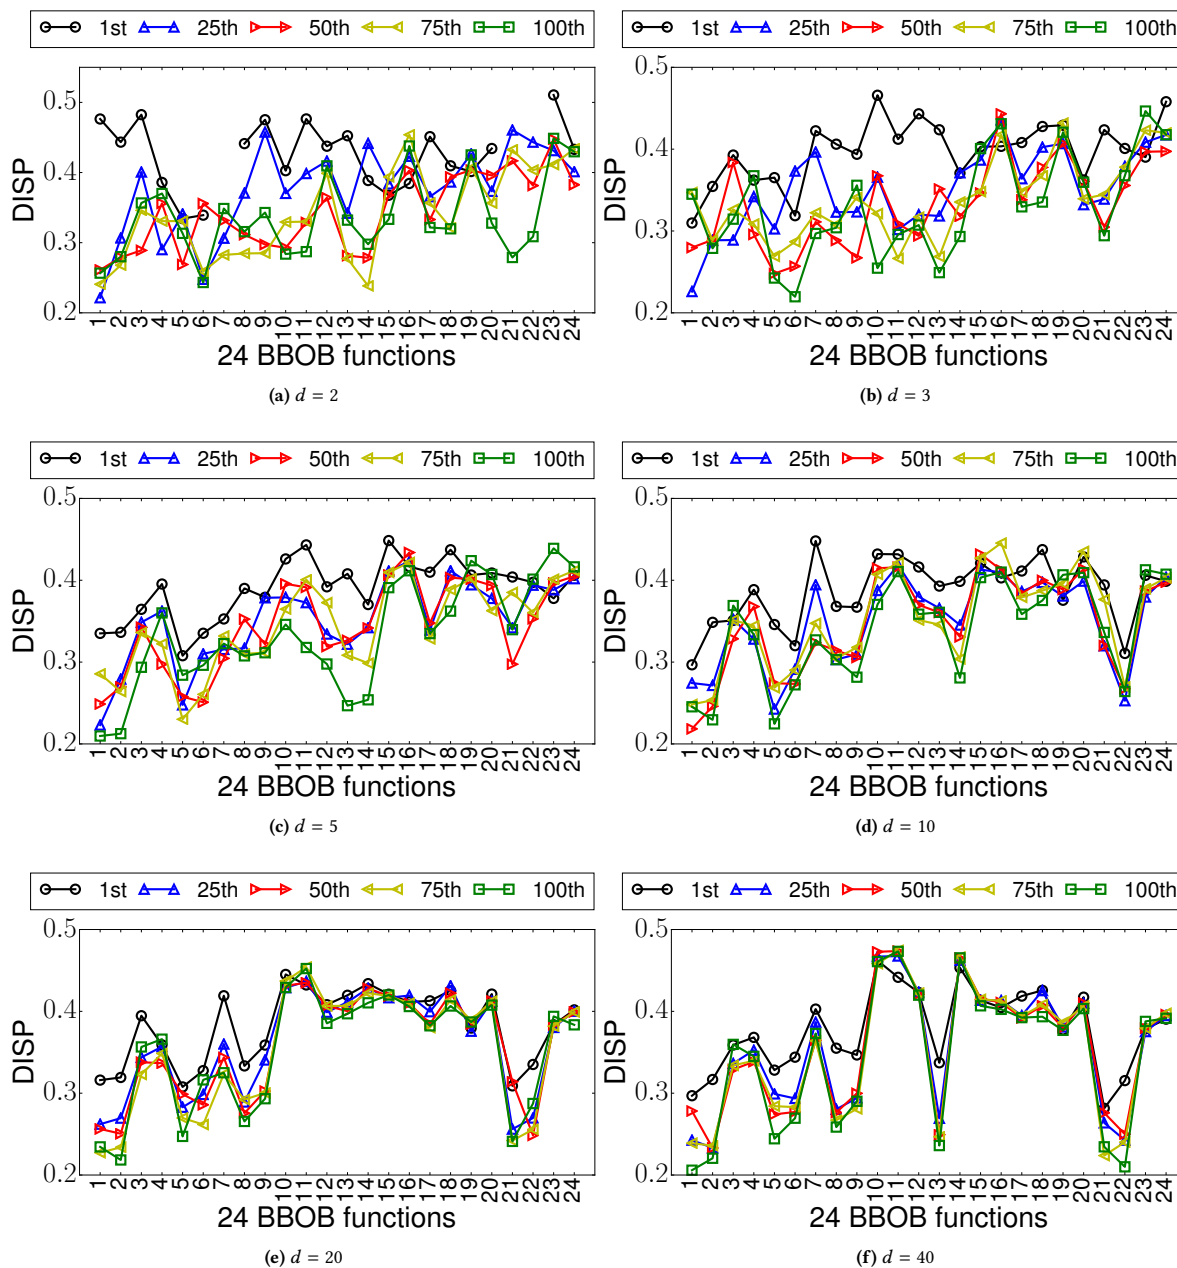 1st 25th 50th 75th 100th
0.5
0.4
0.3
0.2
DISP
1 2 3 4 5 6 7 8 9 10 11 12 13 14 15 16 17 18 19 20 21 22 23 24
24 BBOB functions
(a) d = 2
1st 25th 50th 75th 100th
0.5
0.4
0.3
0.2
DISP
1 2 3 4 5 6 7 8 9 10 11 12 13 14 15 16 17 18 19 20 21 22 23 24
24 BBOB functions
(b) d = 3
1st 25th 50th 75th 100th
0.5
0.4
0.3
0.2
DISP
1 2 3 4 5 6 7 8 9 10 11 12 13 14 15 16 17 18 19 20 21 22 23 24
24 BBOB functions
(c) d = 5
1st 25th 50th 75th 100th
0.5
0.4
0.3
0.2
DISP
1 2 3 4 5 6 7 8 9 10 11 12 13 14 15 16 17 18 19 20 21 22 23 24
24 BBOB functions
(d) d = 10
1st 25th 50th 75th 100th
0.5
0.4
0.3
0.2
DISP
1 2 3 4 5 6 7 8 9 10 11 12 13 14 15 16 17 18 19 20 21 22 23 24
24 BBOB functions
(e) d = 20
1st 25th 50th 75th 100th
0.5
0.4
0.3
0.2
DISP
1 2 3 4 5 6 7 8 9 10 11 12 13 14 15 16 17 18 19 20 21 22 23 24
24 BBOB functions
(f) d = 40